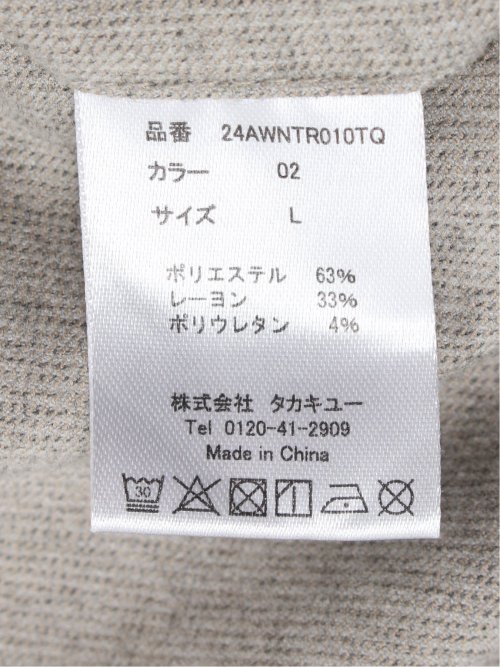 品番 24AWNTR010TQ
カラー 02
サイズ L
ポリエステル 63%
レーヨン 33%
ポリウレタン 4%
株式会社 タカキユー
Tel 0120-41-2909
Made in China
30